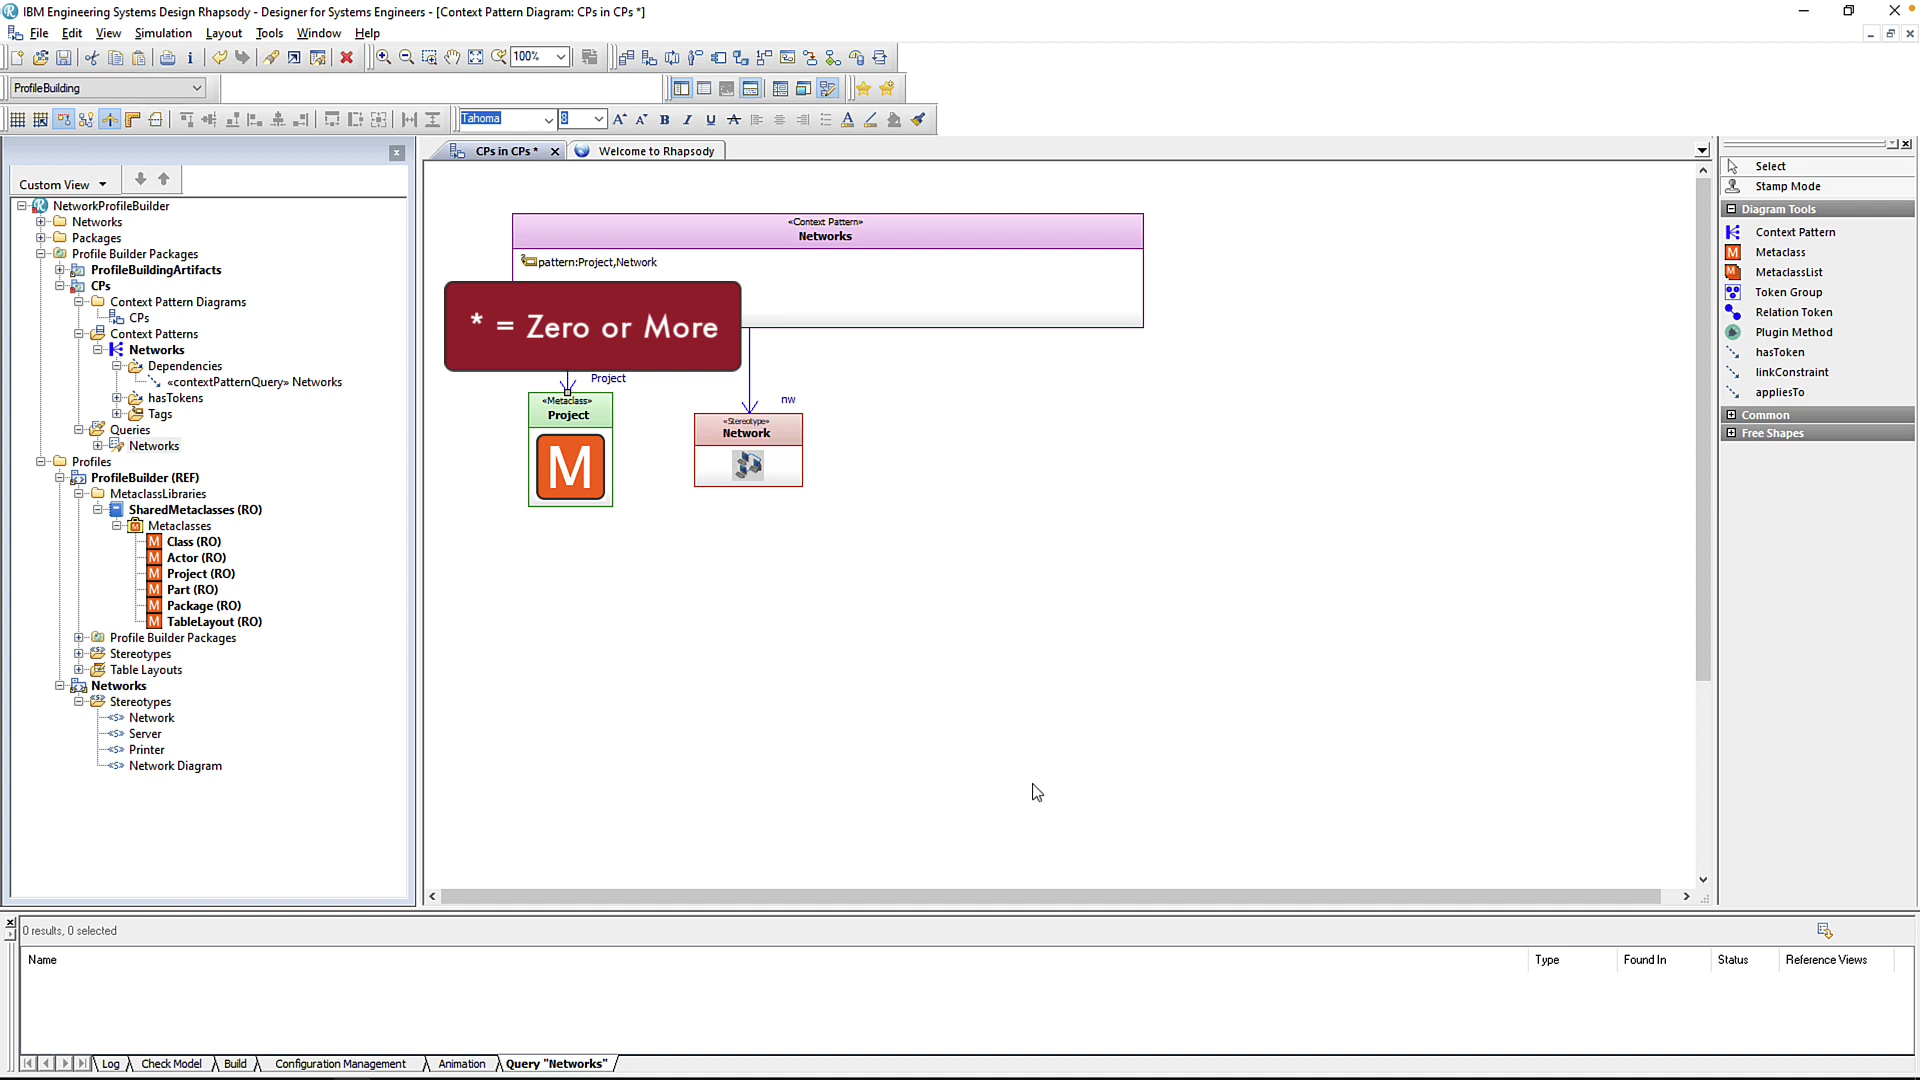 IBM Engineering Systems Design Rhapsody - Designer for Systems Engineers - [Context Pattern Diagram: CPs in CPs *]
File Edit View Simulation Layout Tools Window Help
100%
ProfileBuilding
Tahoma 8
Custom View
CPs in CPs *
Welcome to Rhapsody
NetworkProfileBuilder
Networks
Packages
Profile Builder Packages
ProfileBuildingArtifacts
CPs
Context Pattern Diagrams
CPs
Context Patterns
Networks
Dependencies
«contextPatternQuery» Networks
hasTokens
Tags
Queries
Networks
Profiles
ProfileBuilder (REF)
MetaclassLibraries
SharedMetaclasses (RO)
Metaclasses
Class (RO)
Actor (RO)
Project (RO)
Part (RO)
Package (RO)
TableLayout (RO)
Profile Builder Packages
Stereotypes
Table Layouts
Networks
Stereotypes
Network
Server
Printer
Network Diagram
«Context Pattern»
Networks
pattern:Project,Network
* = Zero or More
Project
nw
«Metaclass»
Project
M
«Stereotype»
Network
Select
Stamp Mode
Diagram Tools
Context Pattern
Metaclass
MetaclassList
Token Group
Relation Token
Plugin Method
hasToken
linkConstraint
appliesTo
Common
Free Shapes
0 results, 0 selected
Name Type Found In Status Reference Views
Log Check Model Build Configuration Management Animation Query "Networks"